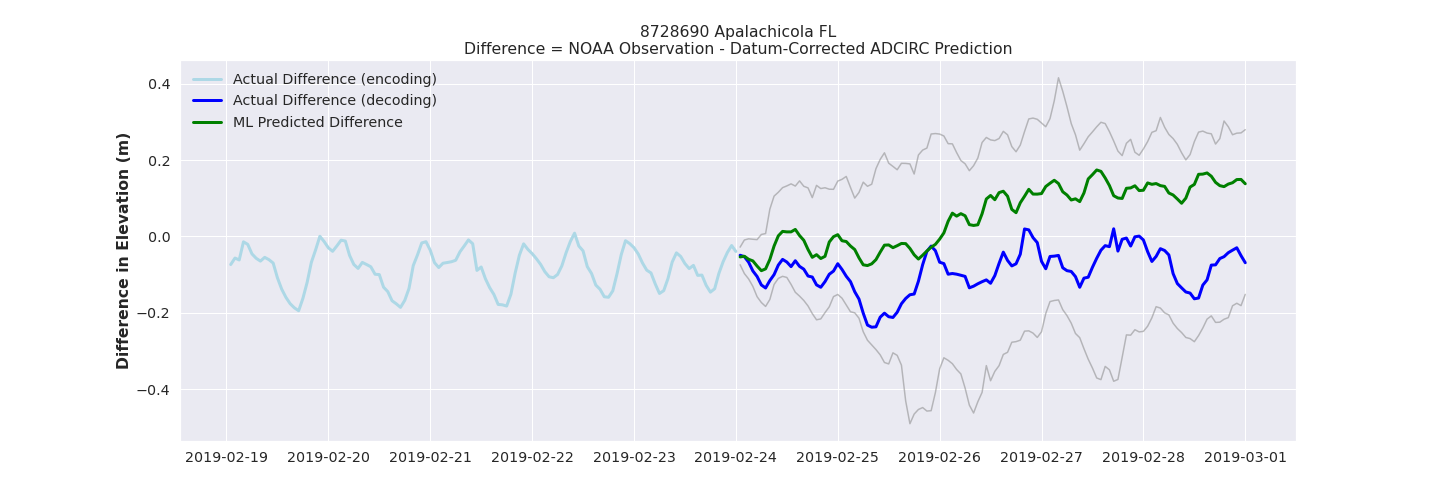 8728690 Apalachicola FL
Difference = NOAA Observation - Datum-Corrected ADCIRC Prediction
Actual Difference (encoding)
Actual Difference (decoding)
ML Predicted Difference
Difference in Elevation (m)
0.4
0.2
0.0
−0.2
−0.4
2019-02-19 2019-02-20 2019-02-21 2019-02-22 2019-02-23 2019-02-24 2019-02-25 2019-02-26 2019-02-27 2019-02-28 2019-03-01